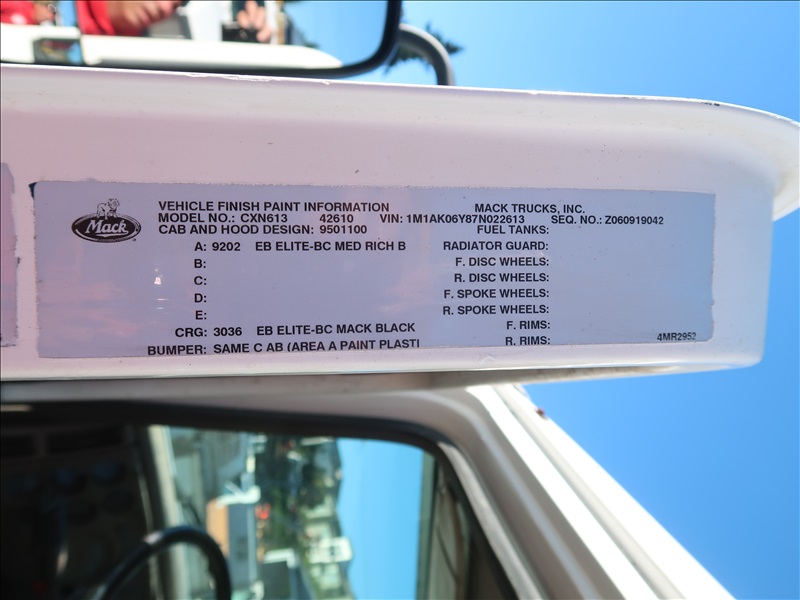 Mack
VEHICLE FINISH PAINT INFORMATION MACK TRUCKS, INC.
MODEL NO.: CXN613 42610 VIN: 1M1AK06Y87N022613 SEQ. NO.: Z060919042
CAB AND HOOD DESIGN: 9501100 FUEL TANKS:
A: 9202 EB ELITE-BC MED RICH B RADIATOR GUARD:
B: F. DISC WHEELS:
C: R. DISC WHEELS:
D: F. SPOKE WHEELS:
E: R. SPOKE WHEELS:
CRG: 3036 EB ELITE-BC MACK BLACK F. RIMS:
BUMPER: SAME C AB (AREA A PAINT PLASTI R. RIMS:
4MR2952